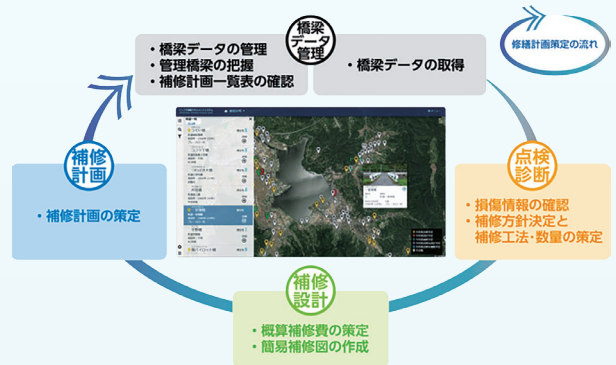 橋梁
データ
管理
修繕計画策定の流れ
・橋梁データの管理
・管理橋梁の把握
・補修計画一覧表の確認
・橋梁データの取得
補修
計画
・補修計画の策定
点検
診断
・損傷情報の確認
・補修方針決定と
補修工法・数量の策定
補修
設計
・概算補修費の策定
・簡易補修図の作成